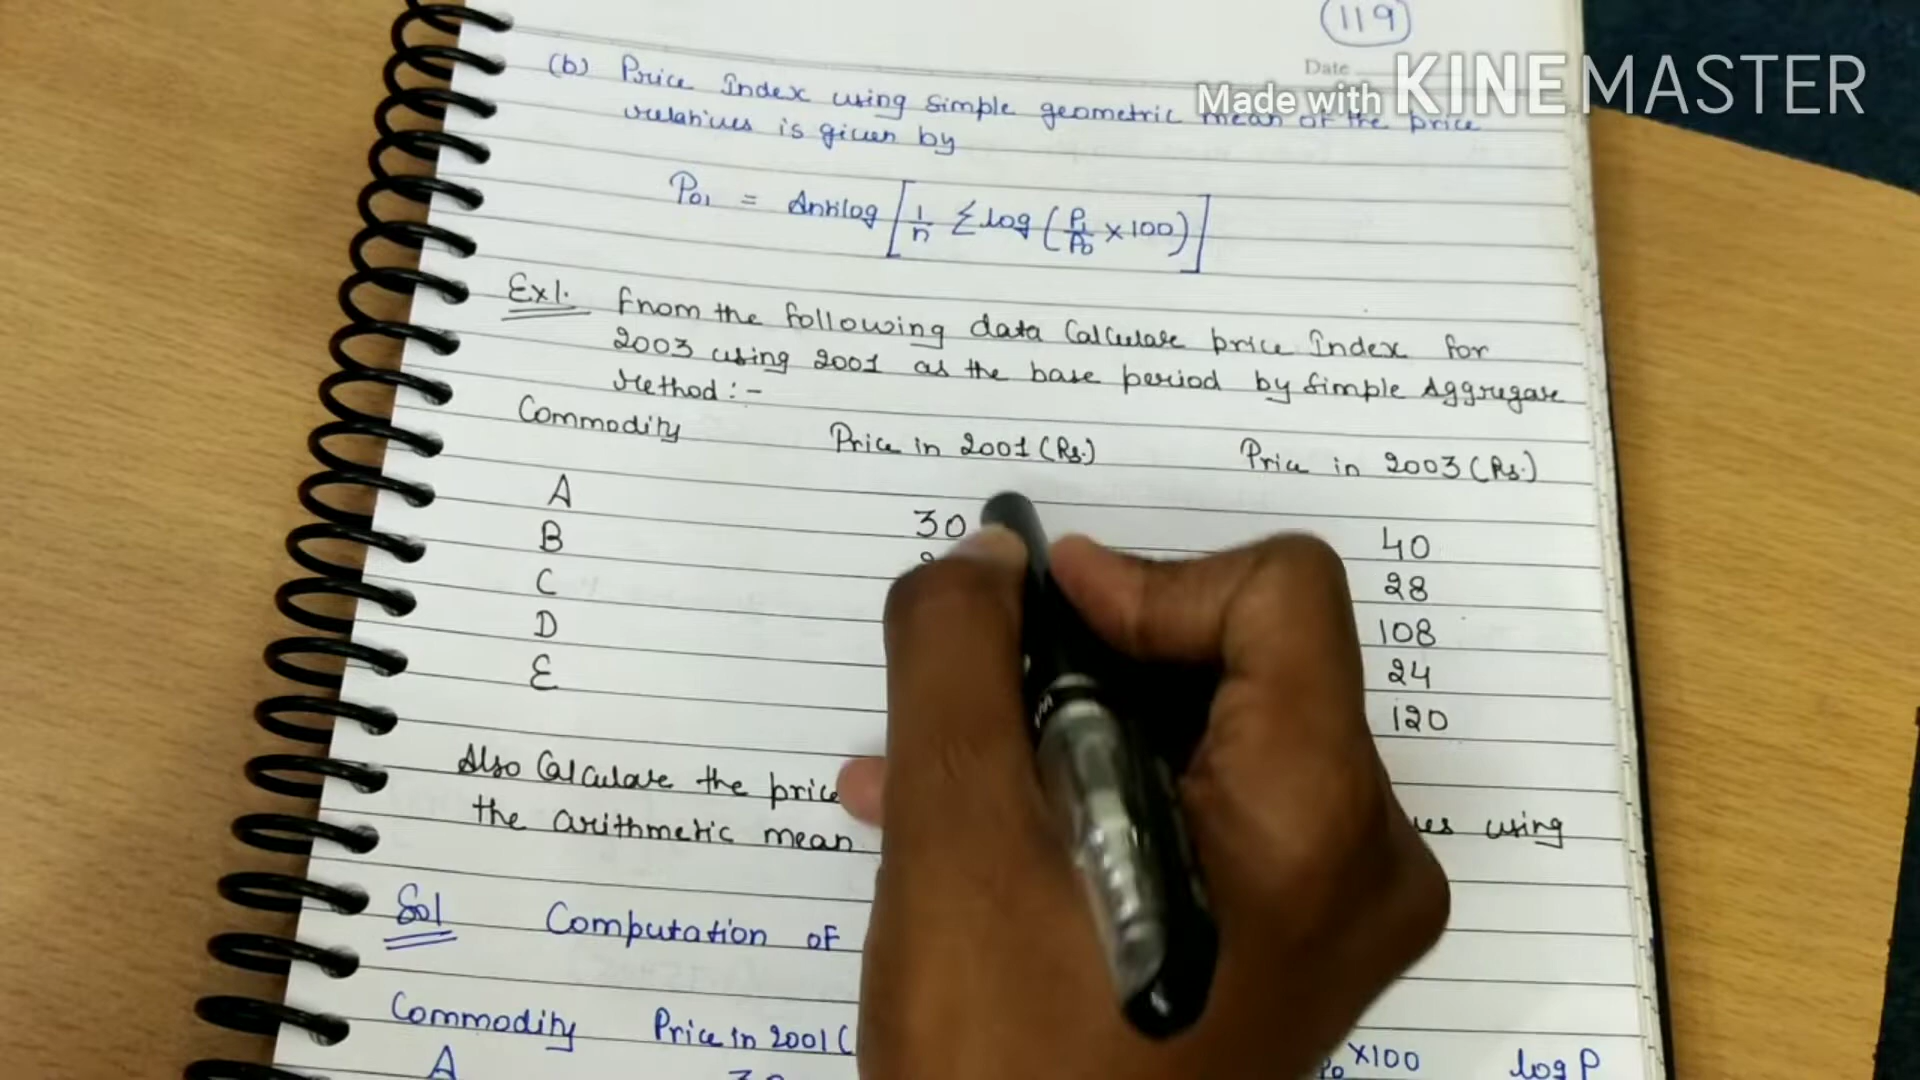 119
Date
Made with KINEMASTER
(b) Price Index using simple geometric mean of the price
relatives is given by
P01 = Antilog [1/n Σ log (P1/P0 × 100)]
Ex1. From the following data Calculate price Index for
2003 using 2001 as the base period by Simple Aggregate
Method :-
Commodity Price in 2001 (Rs.) Price in 2003 (Rs.)
A 30 40
B 28
C 108
D 24
E 120
Also Calculate the price
the arithmetic mean using
Sol Computation of
Commodity Price in 2001 ( P0 ×100 log P
A